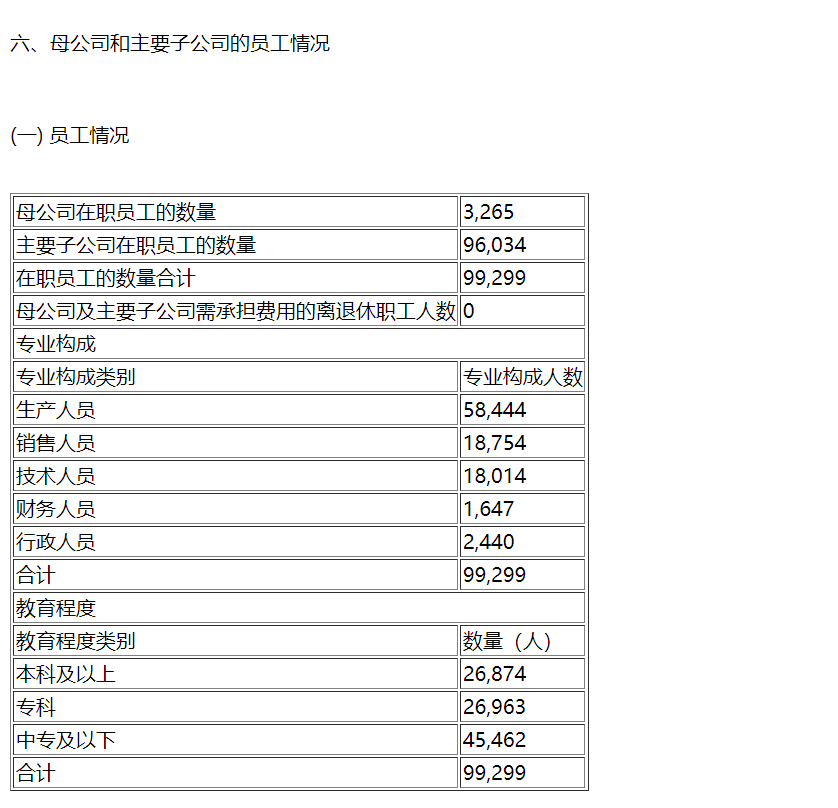 六、母公司和主要子公司的员工情况
(一) 员工情况
母公司在职员工的数量 3,265
主要子公司在职员工的数量 96,034
在职员工的数量合计 99,299
母公司及主要子公司需承担费用的离退休职工人数 0
专业构成
专业构成类别 专业构成人数
生产人员 58,444
销售人员 18,754
技术人员 18,014
财务人员 1,647
行政人员 2,440
合计 99,299
教育程度
教育程度类别 数量（人）
本科及以上 26,874
专科 26,963
中专及以下 45,462
合计 99,299